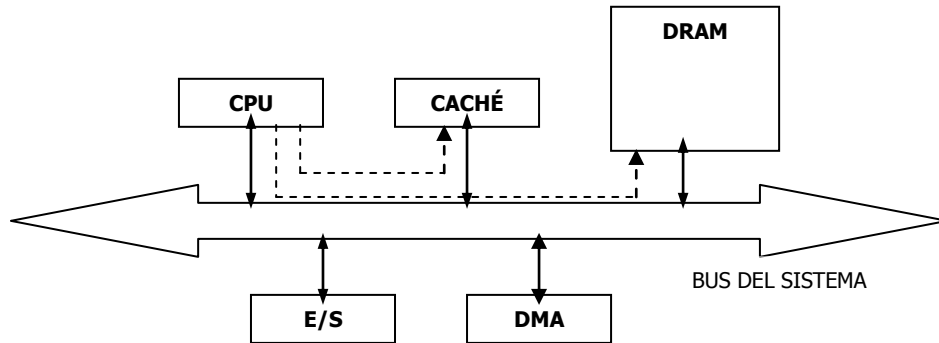 DRAM
CPU
CACHÉ
BUS DEL SISTEMA
E/S
DMA